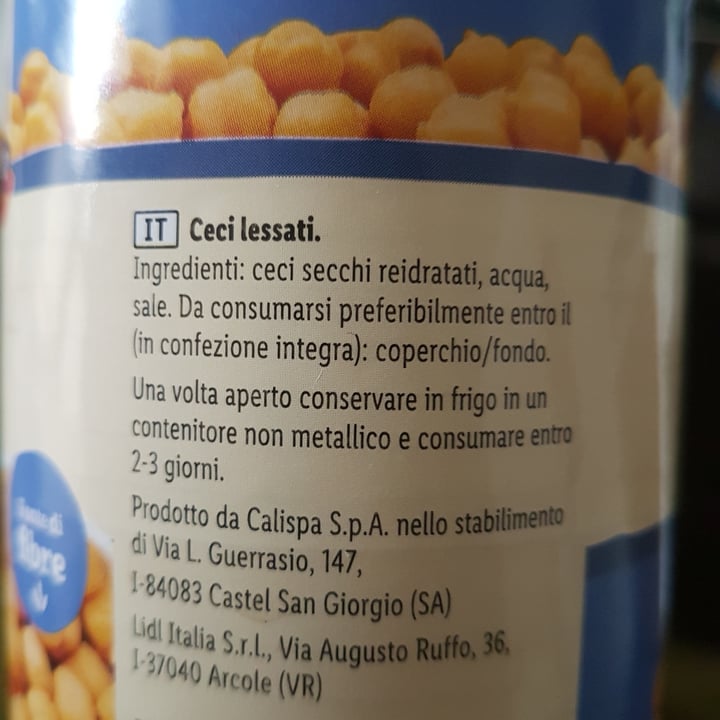 IT Ceci lessati.
Ingredienti: ceci secchi reidratati, acqua,
sale. Da consumarsi preferibilmente entro il
(in confezione integra): coperchio/fondo.
Una volta aperto conservare in frigo in un
contenitore non metallico e consumare entro
2-3 giorni.
Prodotto da Calispa S.p.A. nello stabilimento
di Via L. Guerrasio, 147,
I-84083 Castel San Giorgio (SA)
Lidl Italia S.r.l., Via Augusto Ruffo, 36,
I-37040 Arcole (VR)
fibre